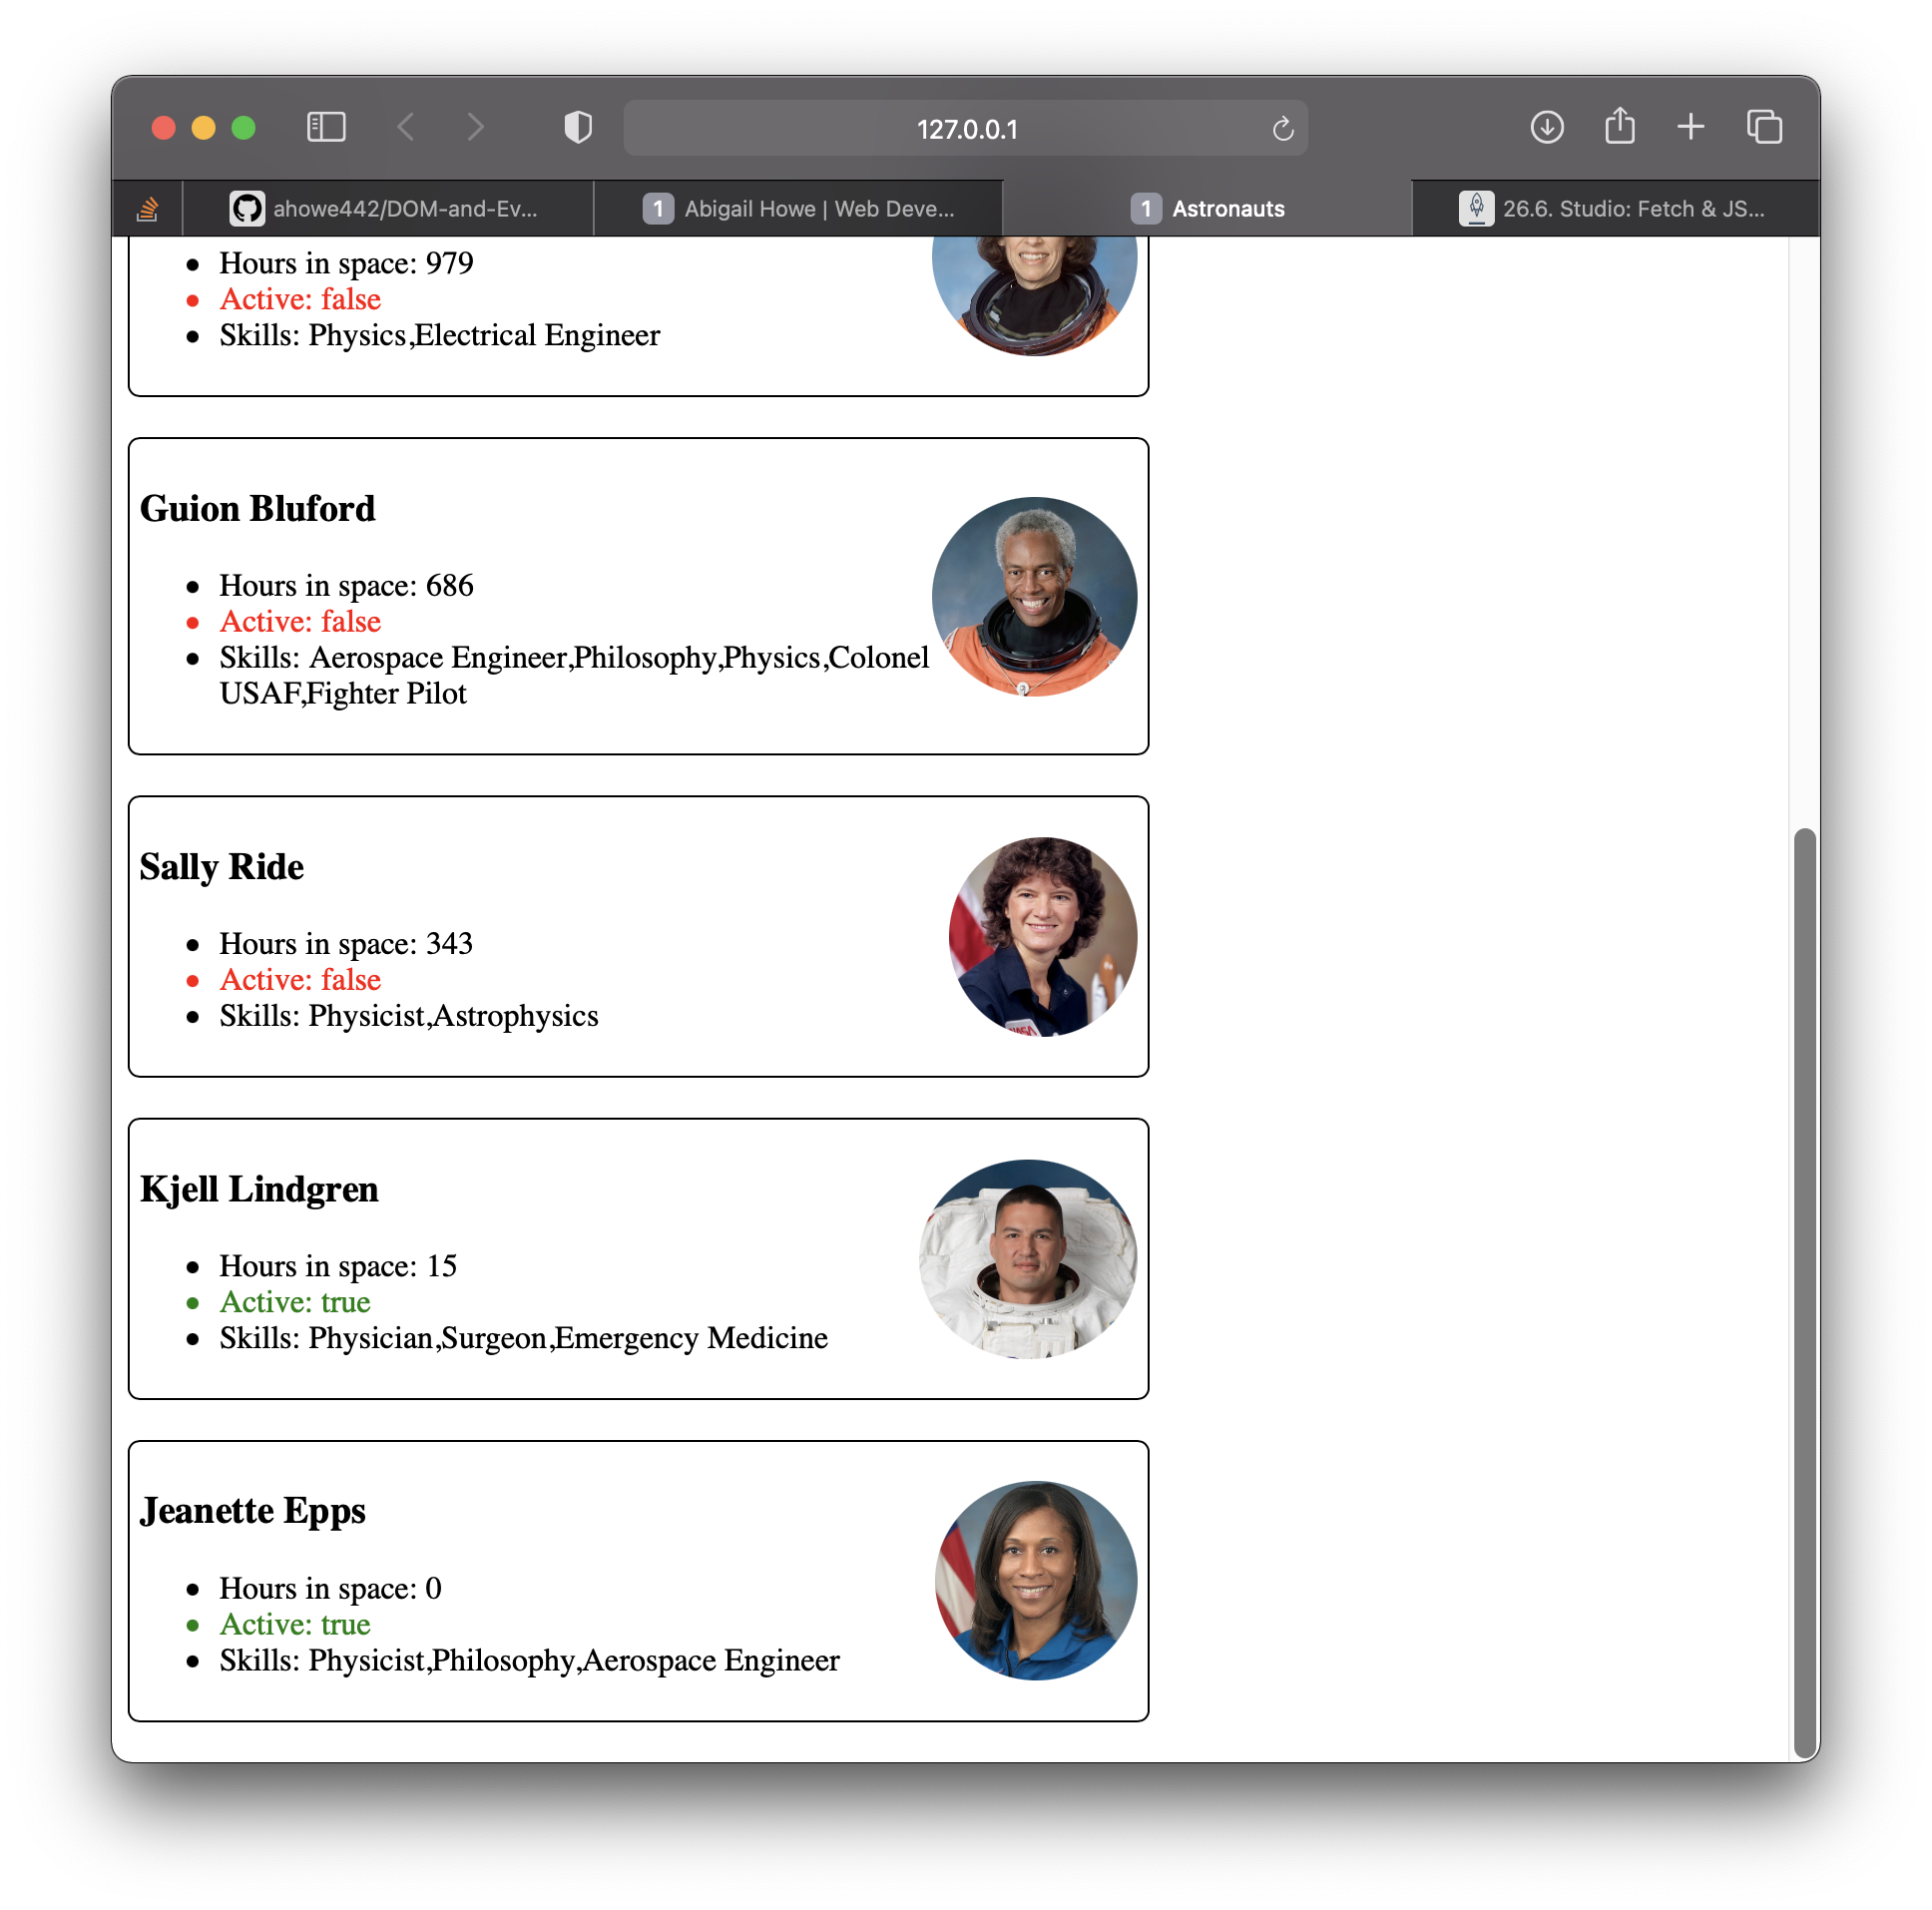 127.0.0.1
ahowe442/DOM-and-Ev...
1 Abigail Howe | Web Deve...
1 Astronauts
26.6. Studio: Fetch & JS...
Hours in space: 979
Active: false
Skills: Physics,Electrical Engineer
Guion Bluford
Hours in space: 686
Active: false
Skills: Aerospace Engineer,Philosophy,Physics,Colonel
USAF,Fighter Pilot
Sally Ride
Hours in space: 343
Active: false
Skills: Physicist,Astrophysics
NASA
Kjell Lindgren
Hours in space: 15
Active: true
Skills: Physician,Surgeon,Emergency Medicine
Jeanette Epps
Hours in space: 0
Active: true
Skills: Physicist,Philosophy,Aerospace Engineer